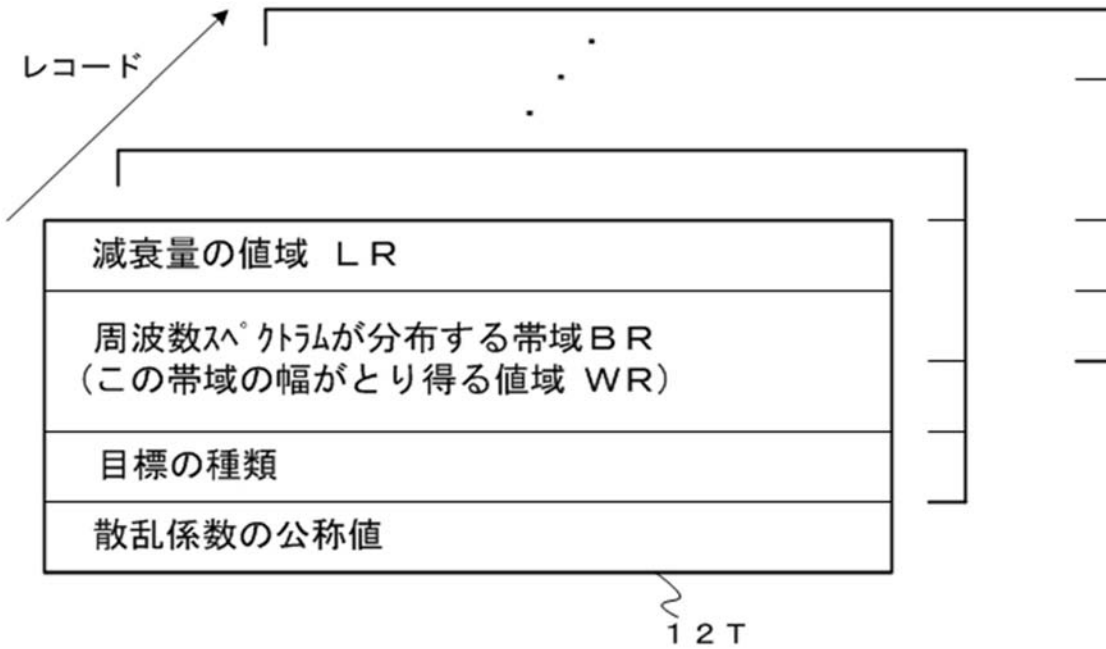 レコード
減衰量の値域 ＬＲ
周波数ｽﾍﾟｸﾄﾗﾑが分布する帯域ＢＲ
（この帯域の幅がとり得る値域 ＷＲ）
目標の種類
散乱係数の公称値
１２Ｔ